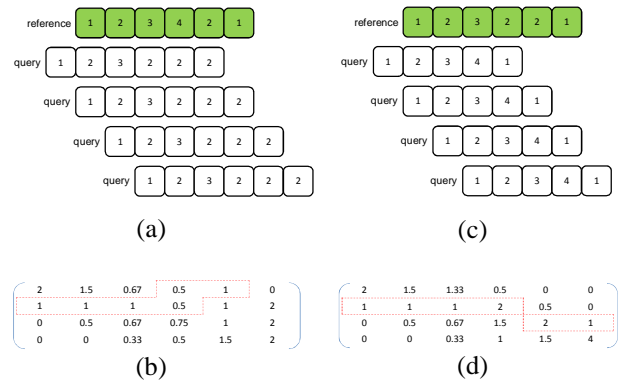 reference 1 2 3 4 2 1
query 1 2 3 2 2 2
query 1 2 3 2 2 2
query 1 2 3 2 2 2
query 1 2 3 2 2 2
(a)
reference 1 2 3 2 2 1
query 1 2 3 4 1
query 1 2 3 4 1
query 1 2 3 4 1
query 1 2 3 4 1
(c)
2 1.5 0.67 0.5 1 0
1 1 1 0.5 1 2
0 0.5 0.67 0.75 1 2
0 0 0.33 0.5 1.5 2
(b)
2 1.5 1.33 0.5 0 0
1 1 1 2 0.5 0
0 0.5 0.67 1.5 2 1
0 0 0.33 1 1.5 4
(d)